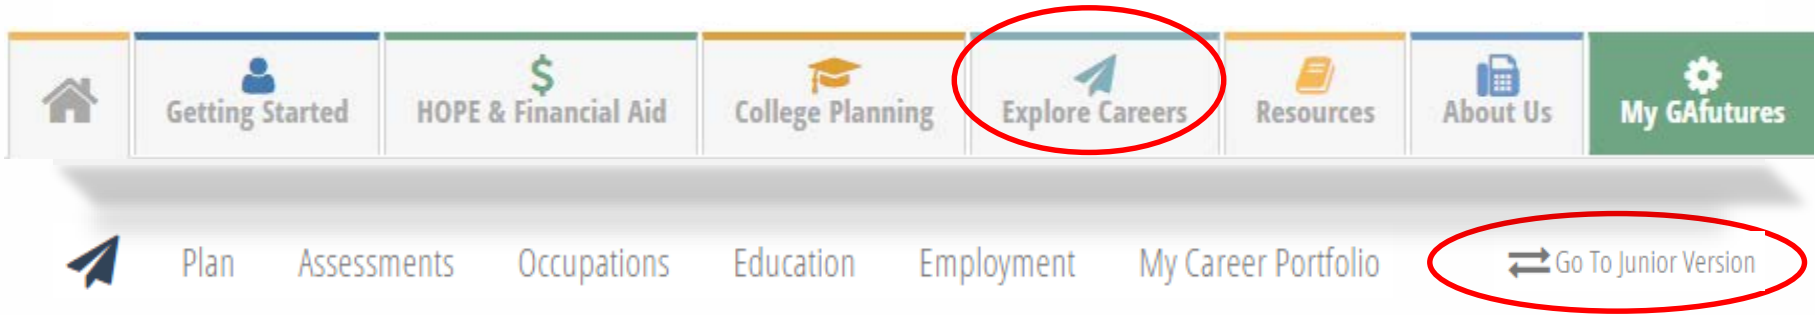 Getting Started HOPE & Financial Aid College Planning Explore Careers Resources About Us My GAfutures
Plan Assessments Occupations Education Employment My Career Portfolio Go To Junior Version